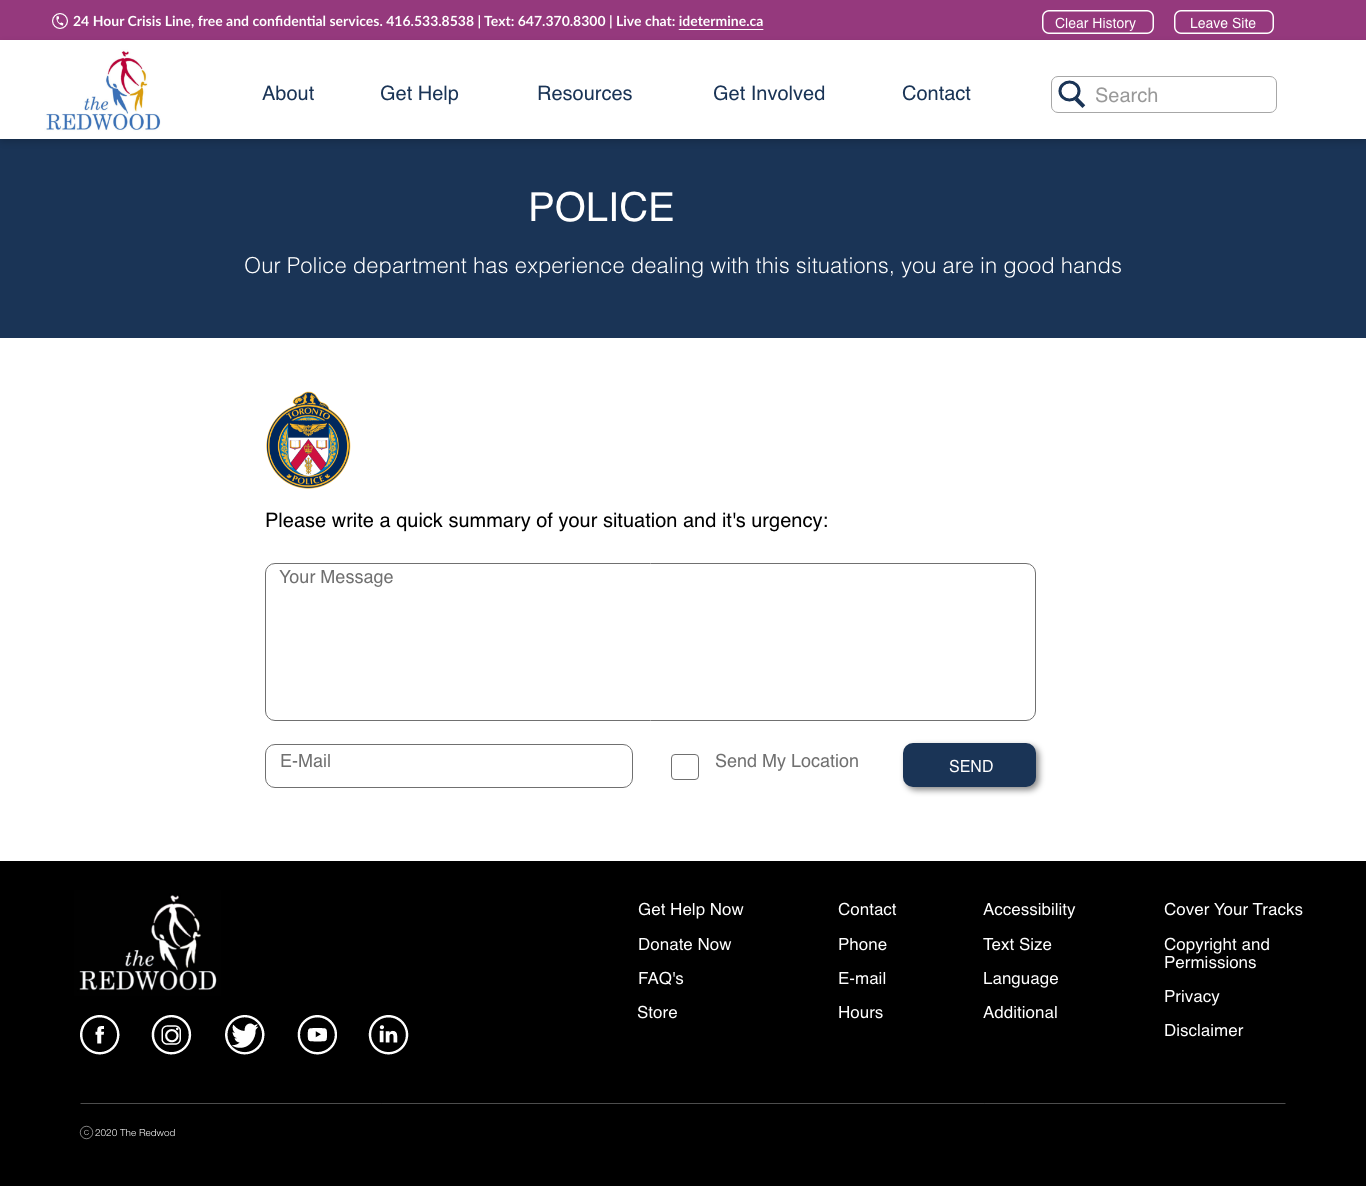 24 Hour Crisis Line, free and confidential services. 416.533.8538 | Text: 647.370.8300 | Live chat: idetermine.ca
Clear History
Leave Site
the
REDWOOD
About
Get Help
Resources
Get Involved
Contact
Search
POLICE
Our Police department has experience dealing with this situations, you are in good hands
TORONTO
POLICE
Please write a quick summary of your situation and it's urgency:
Your Message
E-Mail
Send My Location
SEND
the
REDWOOD
Get Help Now
Donate Now
FAQ's
Store
Contact
Phone
E-mail
Hours
Accessibility
Text Size
Language
Additional
Cover Your Tracks
Copyright and
Permissions
Privacy
Disclaimer
f
in
© 2020 The Redwod